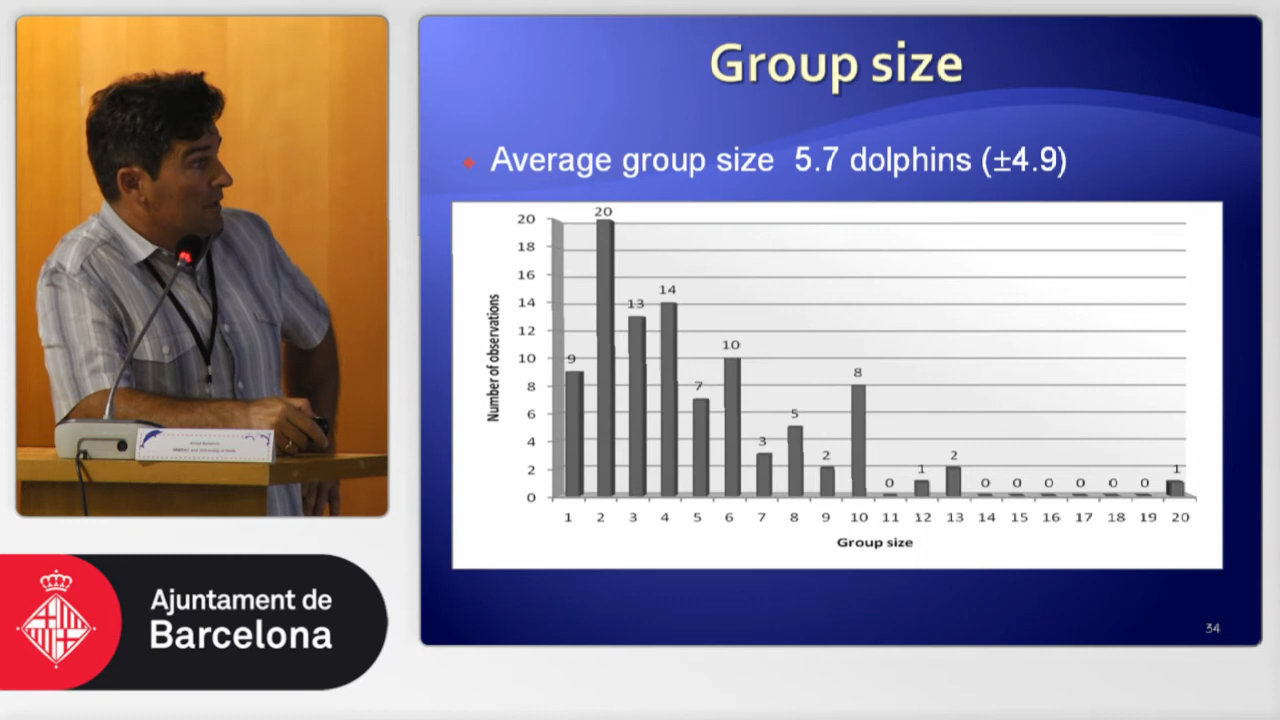 Group size
Average group size 5.7 dolphins (±4.9)
Number of observations
20
18
16
14
12
10
8
6
4
2
0
9 20 13 14 7 10 3 5 2 8 0 1 2 0 0 0 0 0 0 1
1 2 3 4 5 6 7 8 9 10 11 12 13 14 15 16 17 18 19 20
Group size
34
Ajuntament de
Barcelona